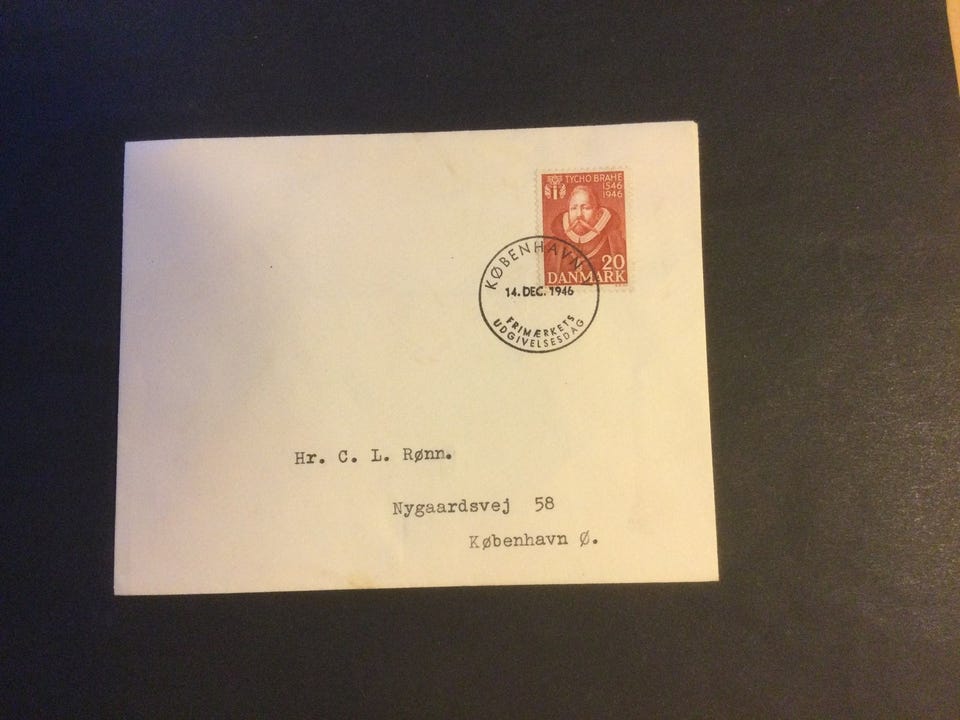 TYCHO BRAHE
1546
1946
20
DANMARK
KØBENHAVN
14. DEC. 1946
FRIMÆRKETS
UDGIVELSESDAG
Hr. C. L. Rønn.
Nygaardsvej 58
København Ø.